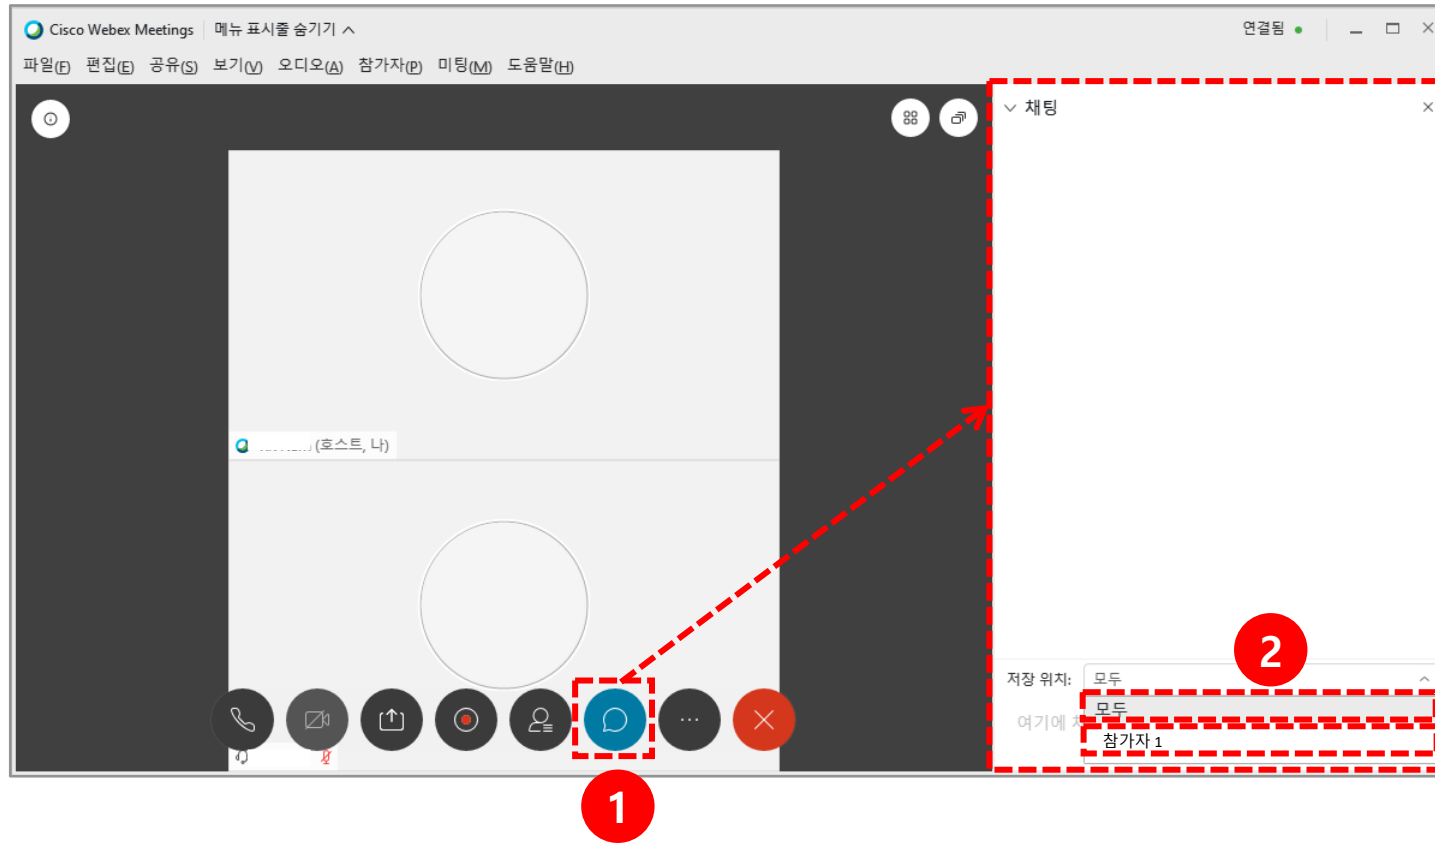 Cisco Webex Meetings 메뉴 표시줄 숨기기 연결됨
파일(F) 편집(E) 공유(S) 보기(V) 오디오(A) 참가자(P) 미팅(M) 도움말(H)
채팅
(호스트, 나)
2
저장 위치: 모두
모두
여기에
참가자 1
1